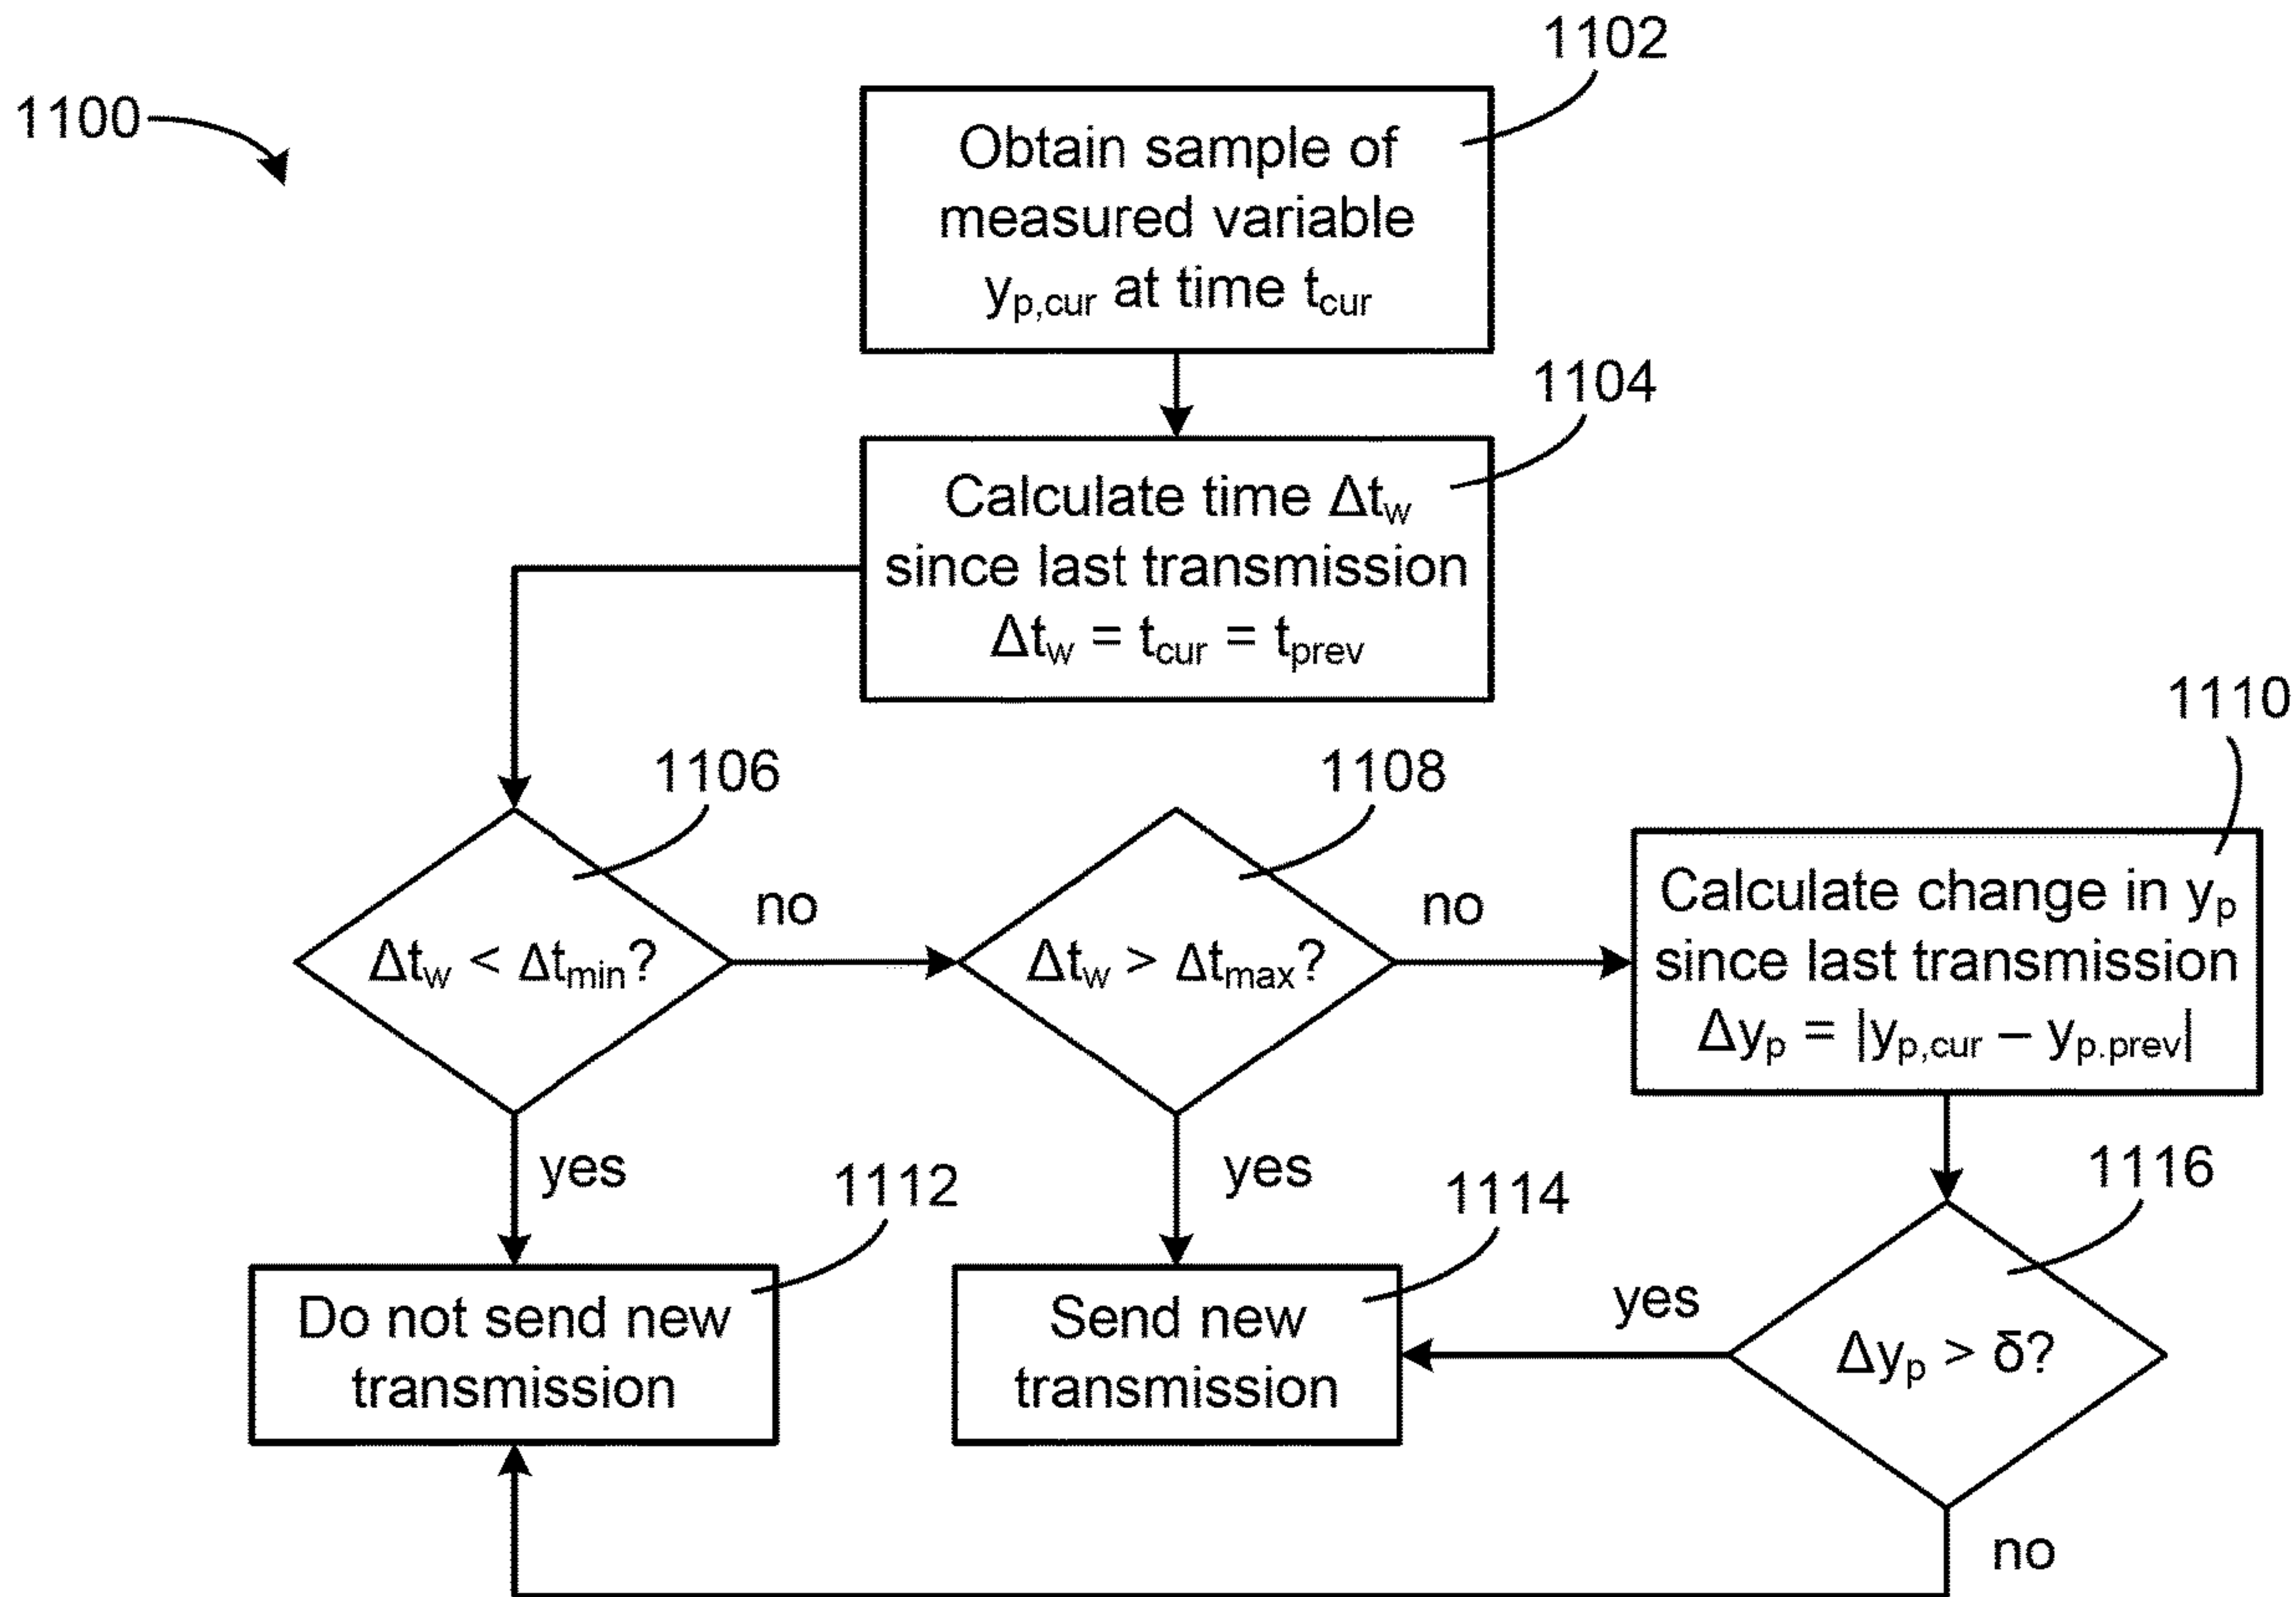 1102
1100
Obtain sample of
measured variable
yp,cur at time tcur
1104
Calculate time Δtw
since last transmission
Δtw = tcur = tprev
1110
1106
1108
Calculate change in yp
since last transmission
Δyp = |yp,cur – yp.prev|
Δtw < Δtmin?
no
Δtw > Δtmax?
no
yes
yes
1112
1114
1116
Do not send new
transmission
Send new
transmission
yes
Δyp > δ?
no